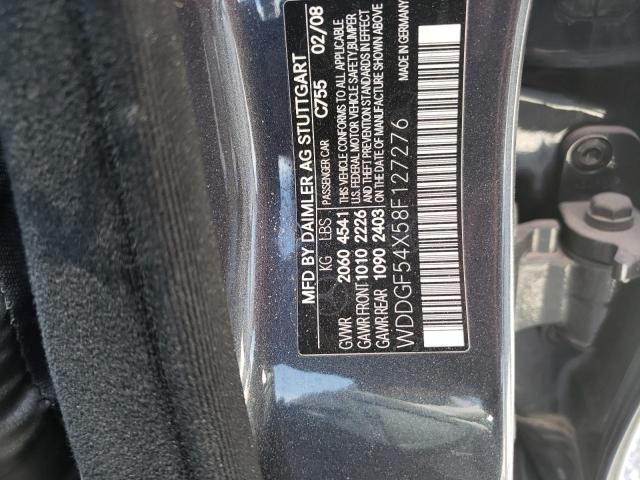 MFD BY DAIMLER AG STUTTGART
PASSENGER CAR C755 02/08
KG LBS
GVWR 2060 4541
GAWR FRONT 1010 2226
GAWR REAR 1090 2403
THIS VEHICLE CONFORMS TO ALL APPLICABLE
U.S. FEDERAL MOTOR VEHICLE SAFETY,BUMPER
AND THEFT PREVENTION STANDARDS IN EFFECT
ON THE DATE OF MANUFACTURE SHOWN ABOVE
WDDGF54X58F127276
MADE IN GERMANY